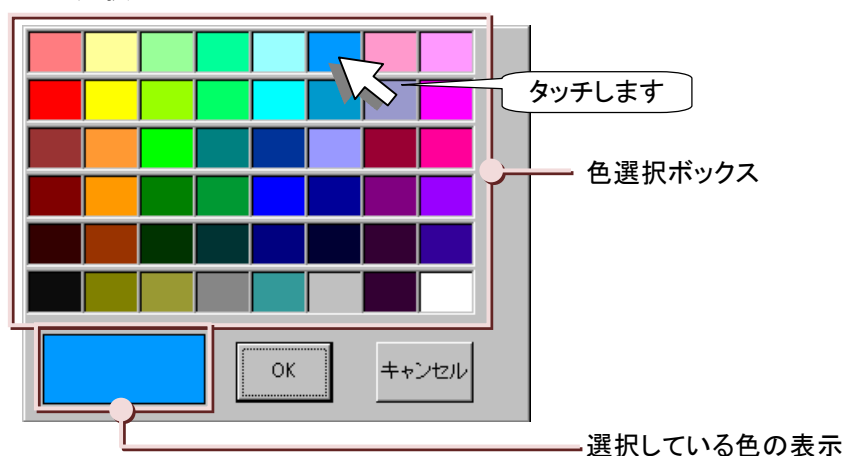 タッチします
色選択ボックス
OK
キャンセル
選択している色の表示